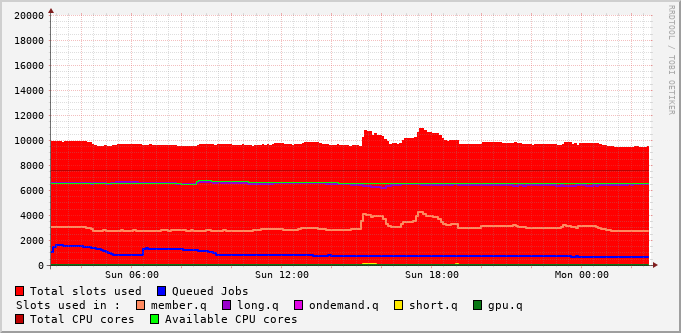 20000
18000
16000
14000
12000
10000
8000
6000
4000
2000
0
Sun 06:00 Sun 12:00 Sun 18:00 Mon 00:00
RRDTOOL / TOBI OETIKER
Total slots used Queued Jobs
Slots used in : member.q long.q ondemand.q short.q gpu.q
Total CPU cores Available CPU cores